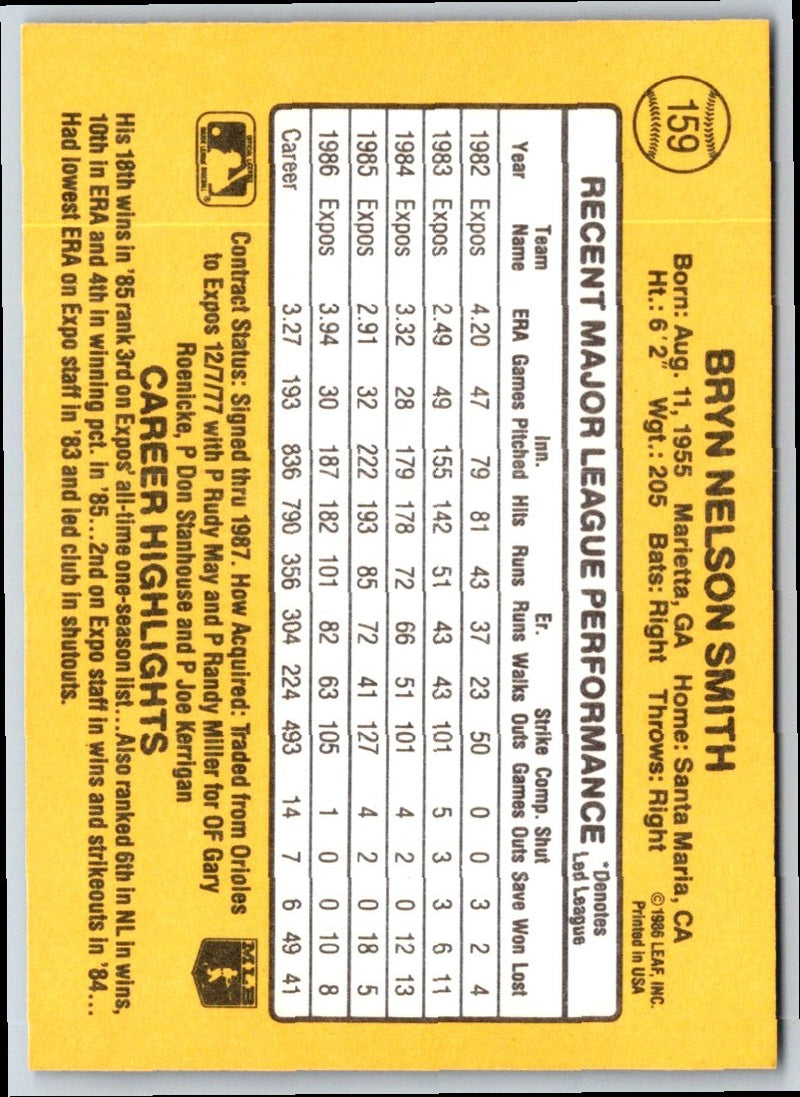 159
BRYN NELSON SMITH
Born: Aug. 11, 1955 Marietta, GA Home: Santa Maria, CA
Ht.: 6'2" Wgt.: 205 Bats: Right Throws: Right
©1986 LEAF, INC.
Printed in USA
RECENT MAJOR LEAGUE PERFORMANCE *Denotes Led League
Year Team Name ERA Games Inn. Pitched Hits Runs Er. Runs Walks Strike Outs Comp. Games Shut Outs Save Won Lost
1982 Expos 4.20 47 79 81 43 37 23 50 0 0 3 2 4
1983 Expos 2.49 49 155 142 51 43 43 101 5 3 3 6 11
1984 Expos 3.32 28 179 178 72 66 51 101 4 2 0 12 13
1985 Expos 2.91 32 222 193 85 72 41 127 4 2 0 18 5
1986 Expos 3.94 30 187 182 101 82 63 105 1 0 0 10 8
Career 3.27 193 836 790 356 304 224 493 14 7 6 49 41
OFFICIAL LICENSEE
MAJOR LEAGUE BASEBALL
Contract Status: Signed thru 1987. How Acquired: Traded from Orioles
to Expos 12/7/77 with P Rudy May and P Randy Miller for OF Gary
Roenicke, P Don Stanhouse and P Joe Kerrigan
MLB
CAREER HIGHLIGHTS
His 18th wins in '85 rank 3rd on Expos' all-time one-season list...Also ranked 6th in NL in wins,
10th in ERA and 4th in winning pct. in '85...2nd on Expo staff in wins and strikeouts in '84...
Had lowest ERA on Expo staff in '83 and led club in shutouts.